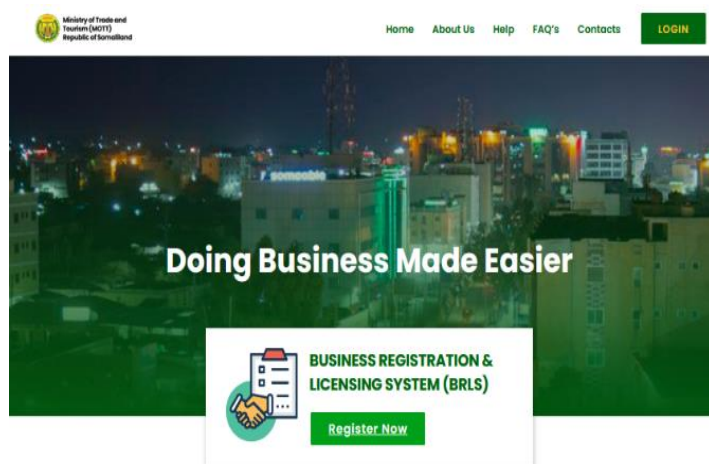 Ministry of Trade and
Tourism (MOTT)
Republic of Somaliland
Home About Us Help FAQ's Contacts LOGIN
somcable
Doing Business Made Easier
BUSINESS REGISTRATION &
LICENSING SYSTEM (BRLS)
Register Now